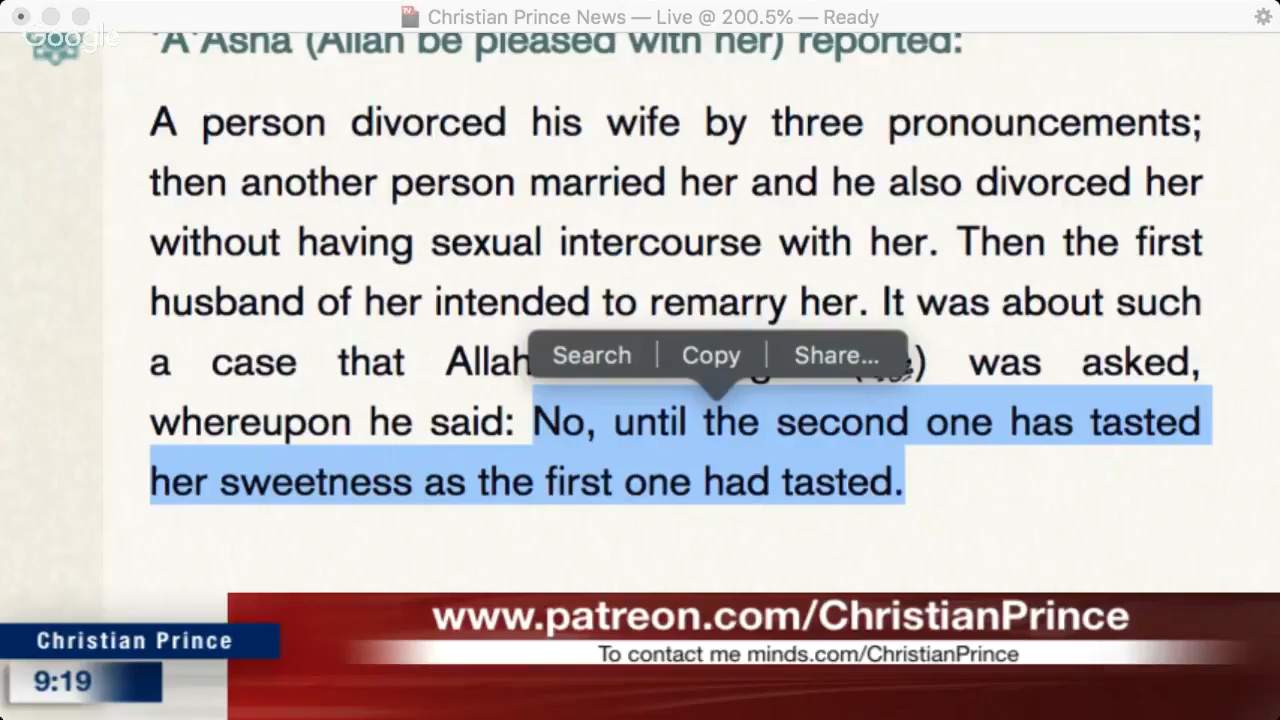 Christian Prince News — Live @ 200.5% — Ready
Google
'A'Asha (Allah be pleased with her) reported:
A person divorced his wife by three pronouncements;
then another person married her and he also divorced her
without having sexual intercourse with her. Then the first
husband of her intended to remarry her. It was about such
Search Copy Share...
a case that Allah ) was asked,
whereupon he said: No, until the second one has tasted
her sweetness as the first one had tasted.
www.patreon.com/ChristianPrince
Christian Prince
To contact me minds.com/ChristianPrince
9:19